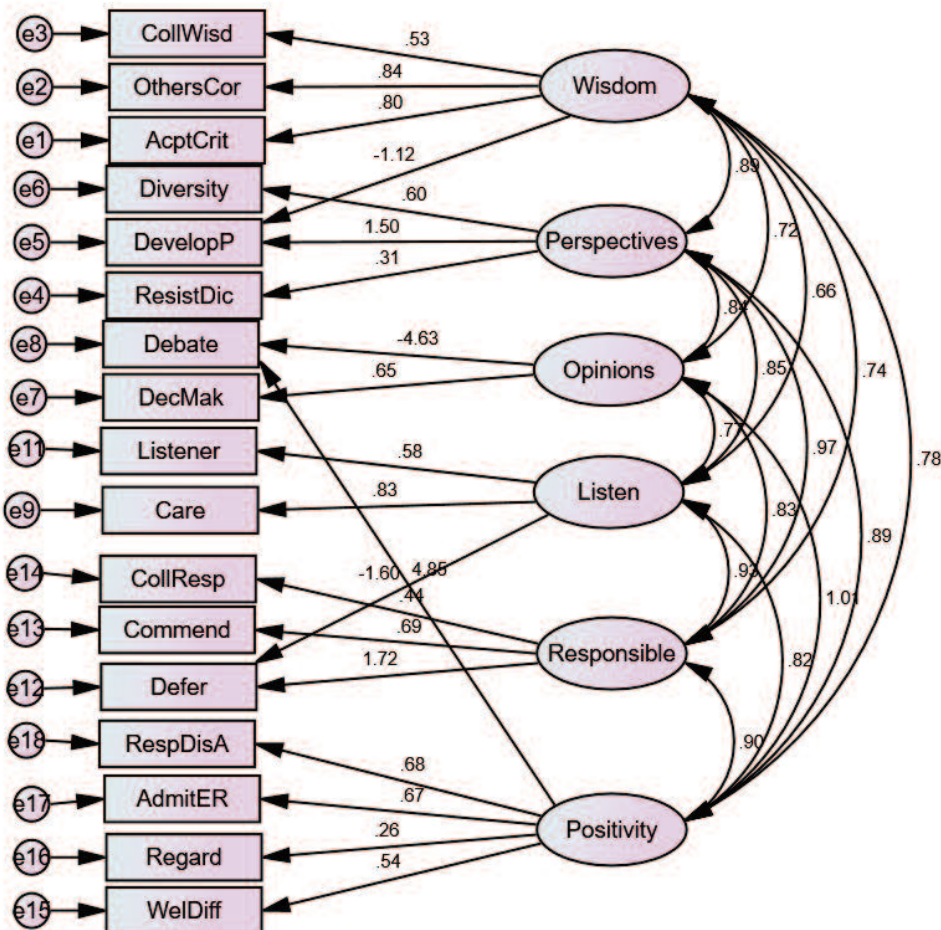 e3 CollWisd .53
e2 OthersCor .84 Wisdom
e1 AcptCrit .80
-1.12
e6 Diversity .60 .89
e5 DevelopP 1.50 Perspectives .72
e4 ResistDic .31 .66
e8 Debate -4.63 .84
e7 DecMak .65 Opinions .85 .74
e11 Listener .58 .77 .97 .78
e9 Care .83 Listen .83 .89
e14 CollResp -1.60 4.85 .93 1.01
.44
e13 Commend .69 Responsible .82
e12 Defer 1.72
e18 RespDisA .68 .90
e17 AdmitER .67 Positivity
e16 Regard .26
e15 WelDiff .54